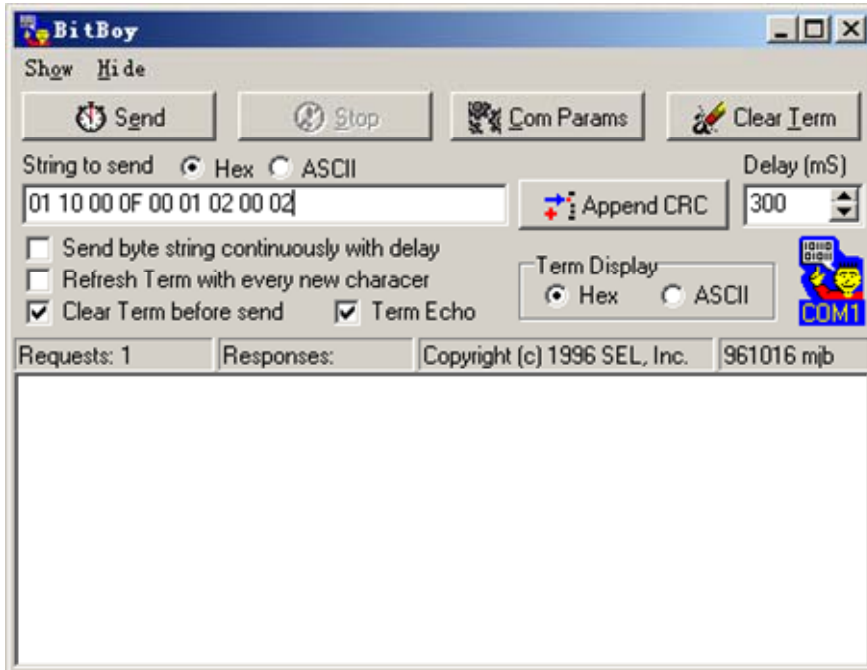 BitBoy
Show Hide
Send Stop Com Params Clear Term
String to send Hex ASCII Delay (mS)
01 10 00 0F 00 01 02 00 02 Append CRC 300
Send byte string continuously with delay
Refresh Term with every new characer
Clear Term before send Term Echo
Term Display
Hex ASCII
10110
01011
COM1
Requests: 1 Responses: Copyright (c) 1996 SEL, Inc. 961016 mjb